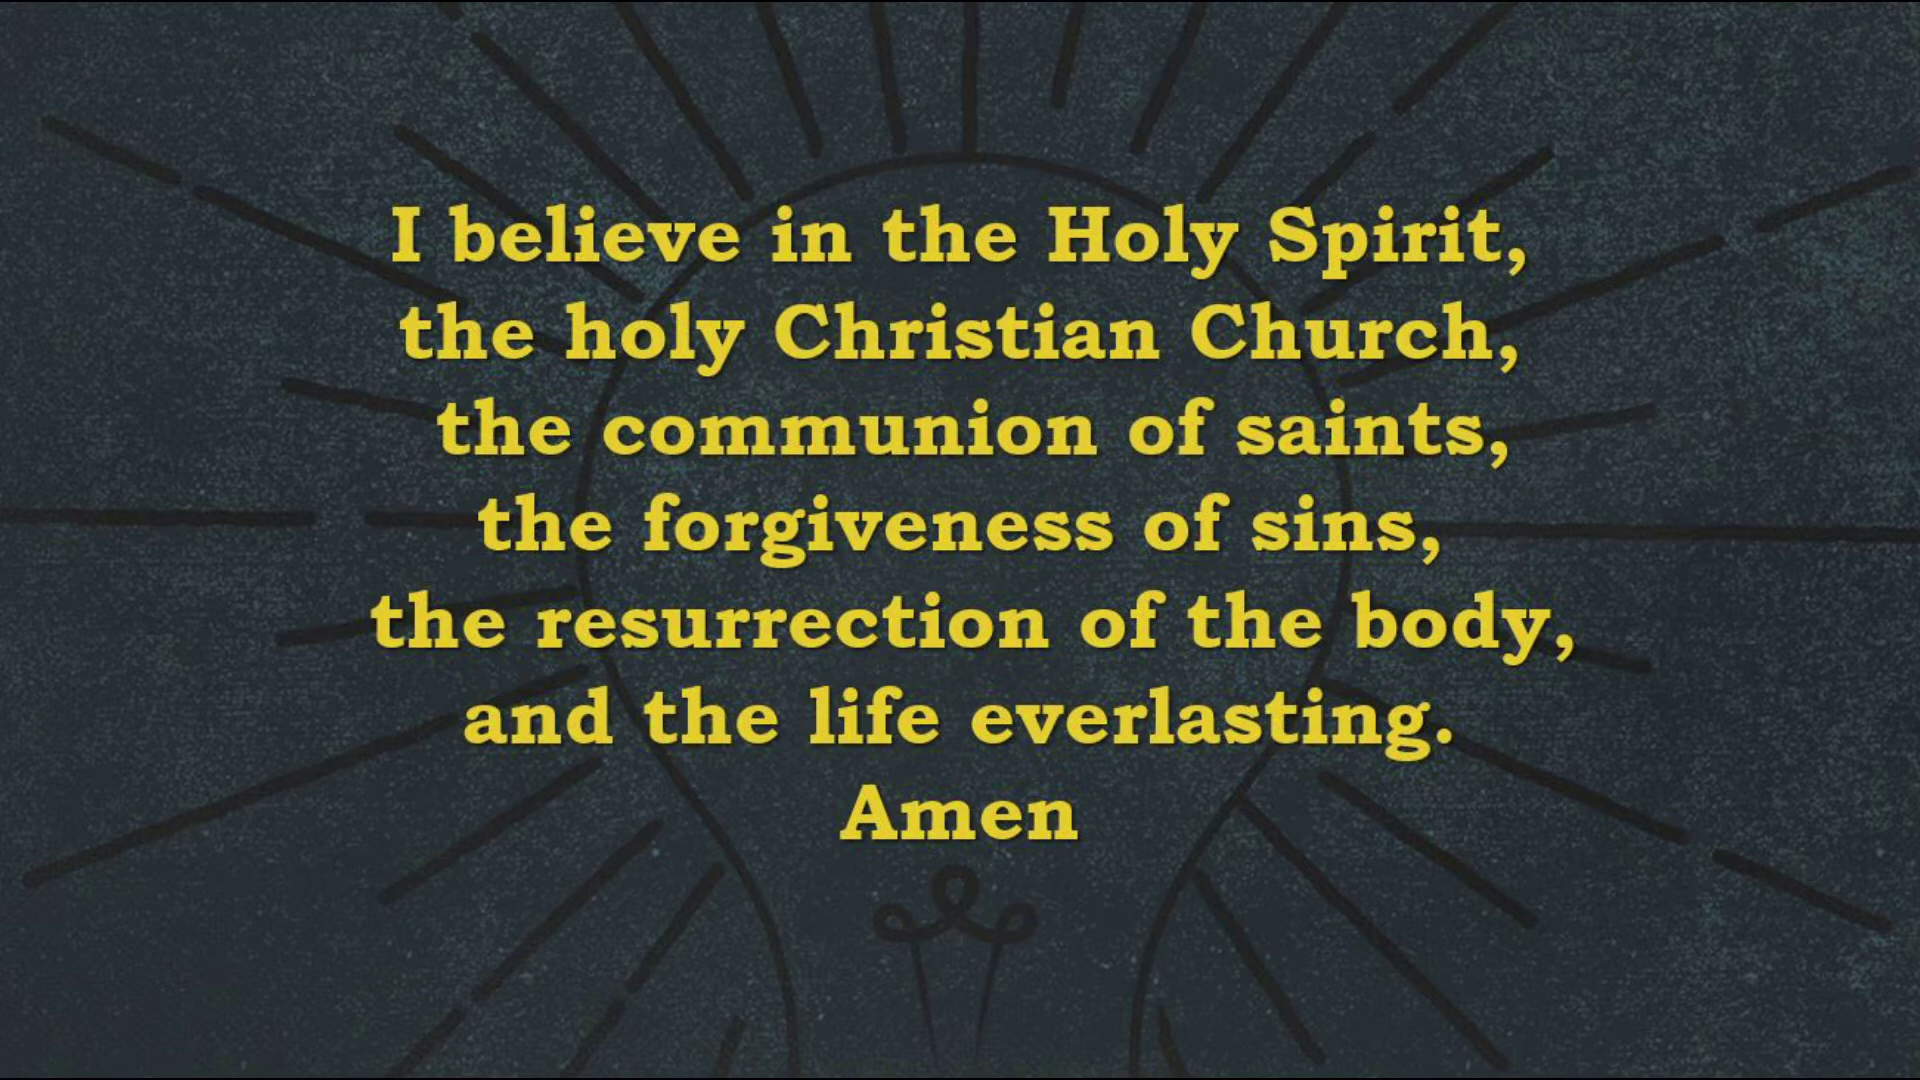 I believe in the Holy Spirit,
the holy Christian Church,
the communion of saints,
the forgiveness of sins,
the resurrection of the body,
and the life everlasting.
Amen